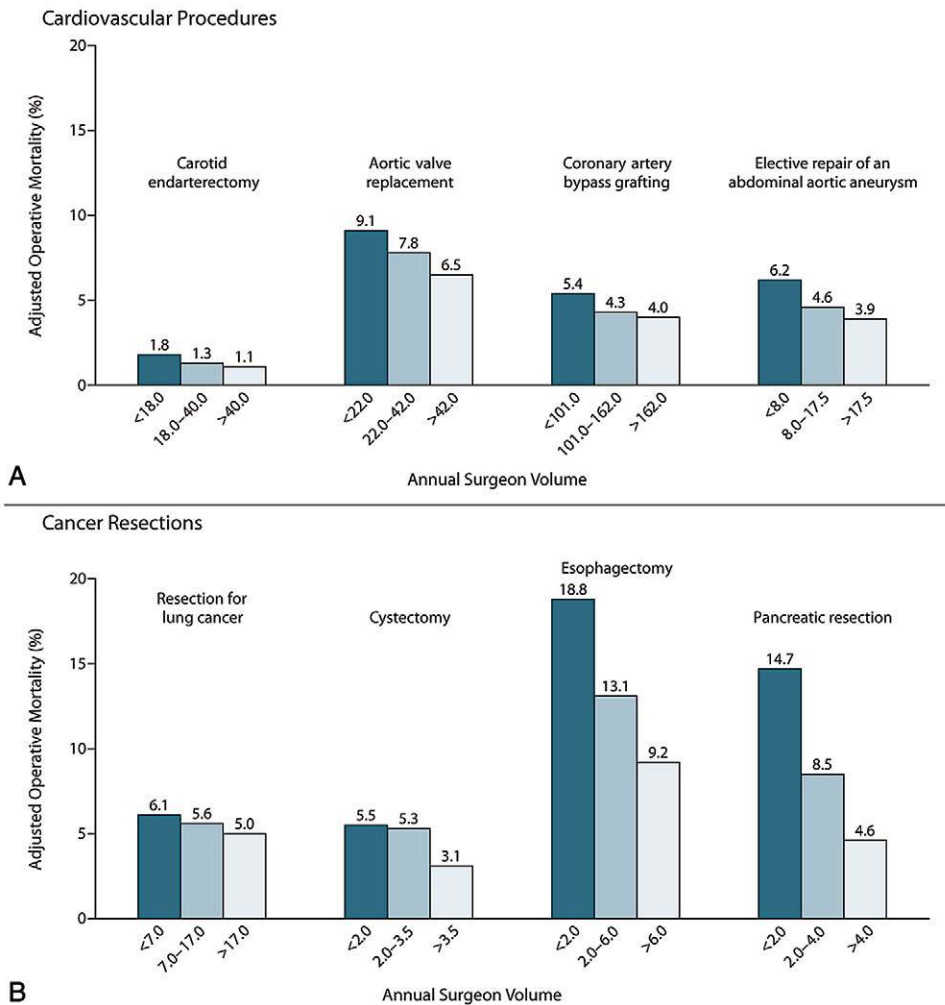 Cardiovascular Procedures
Adjusted Operative Mortality (%)
20
15
10
5
0
Carotid
endarterectomy
1.8
1.3
1.1
<18.0
18.0–40.0
>40.0
Aortic valve
replacement
9.1
7.8
6.5
<22.0
22.0–42.0
>42.0
Coronary artery
bypass grafting
5.4
4.3
4.0
<101.0
101.0–162.0
>162.0
Elective repair of an
abdominal aortic aneurysm
6.2
4.6
3.9
<8.0
8.0–17.5
>17.5
A
Annual Surgeon Volume
Cancer Resections
Adjusted Operative Mortality (%)
20
15
10
5
0
Resection for
lung cancer
6.1
5.6
5.0
<7.0
7.0–17.0
>17.0
Cystectomy
5.5
5.3
3.1
<2.0
2.0–3.5
>3.5
Esophagectomy
18.8
13.1
9.2
<2.0
2.0–6.0
>6.0
Pancreatic resection
14.7
8.5
4.6
<2.0
2.0–4.0
>4.0
B
Annual Surgeon Volume